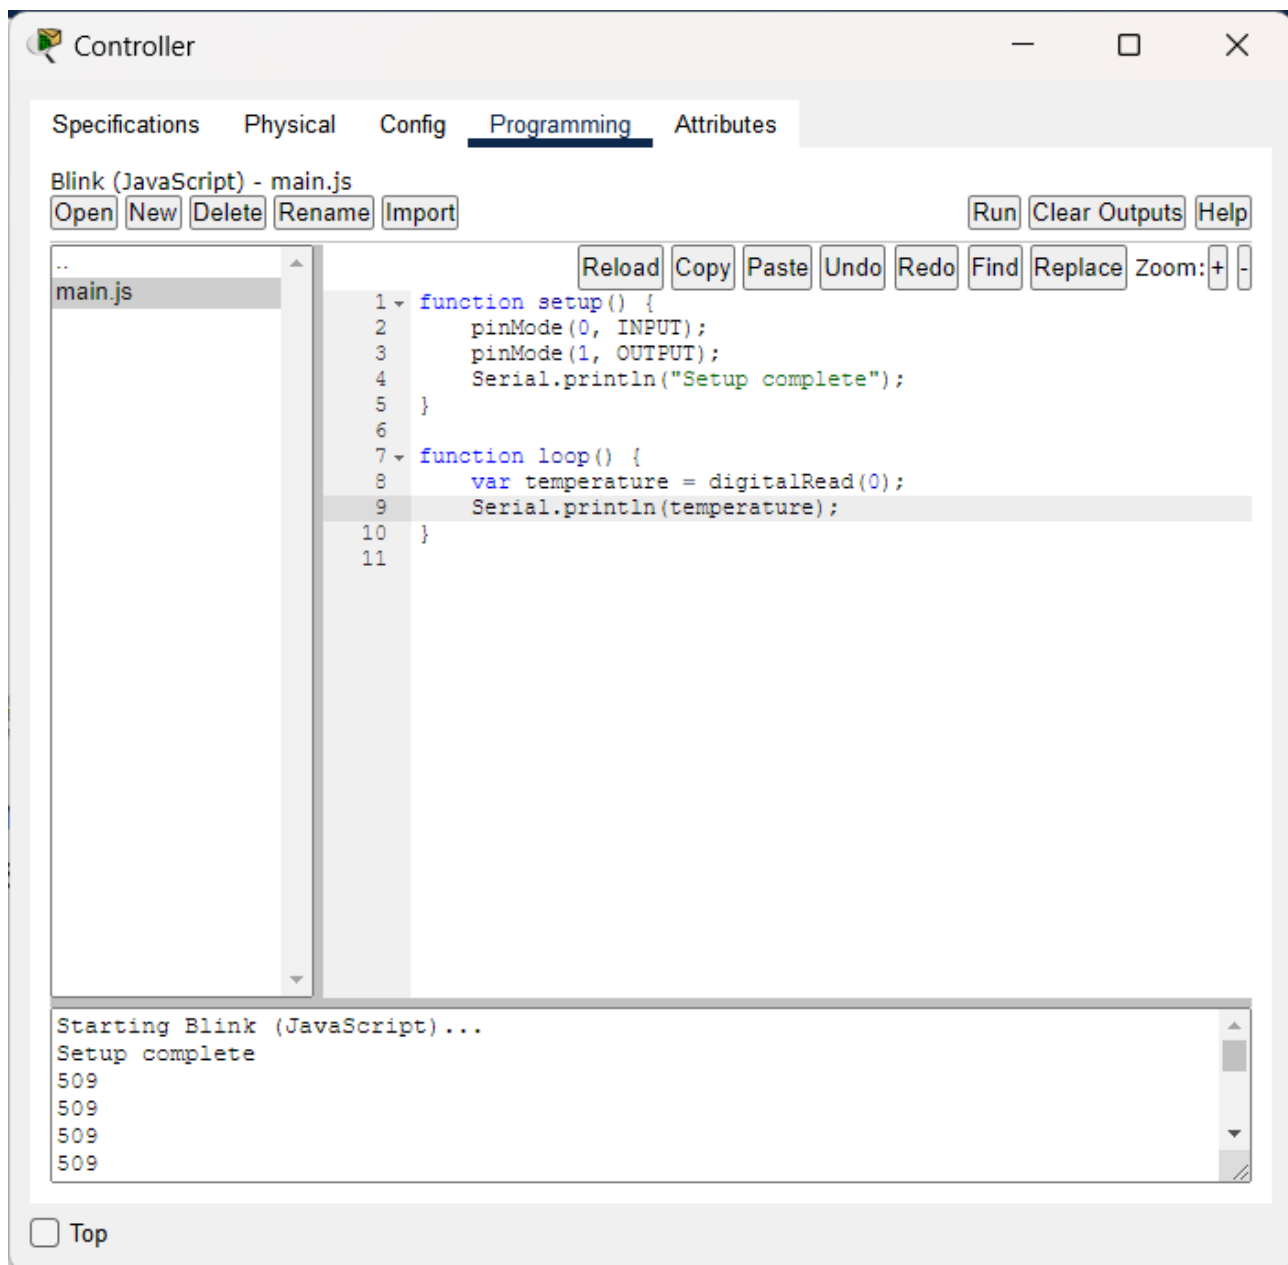 Controller
Specifications Physical Config Programming Attributes
Blink (JavaScript) - main.js
Open New Delete Rename Import Run Clear Outputs Help
..
main.js
Reload Copy Paste Undo Redo Find Replace Zoom: + -
1 function setup() {
2     pinMode(0, INPUT);
3     pinMode(1, OUTPUT);
4     Serial.println("Setup complete");
5 }
6
7 function loop() {
8     var temperature = digitalRead(0);
9     Serial.println(temperature);
10 }
11
Starting Blink (JavaScript)...
Setup complete
509
509
509
509
Top